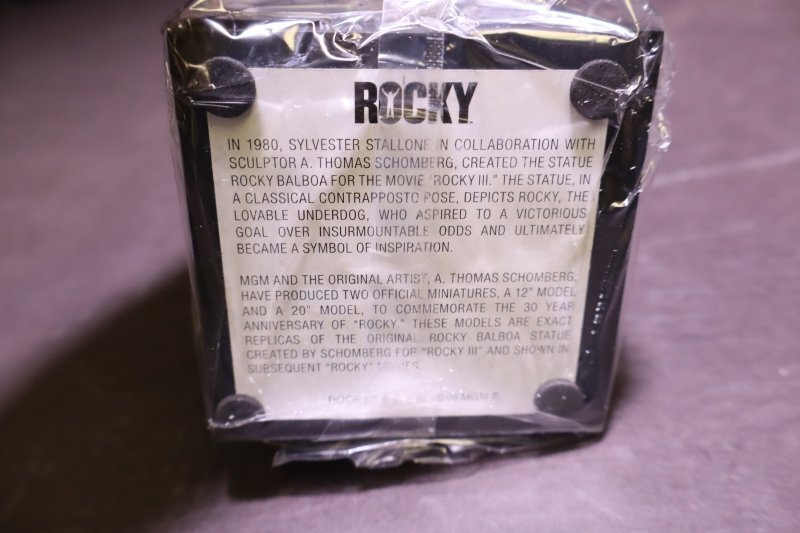 ROCKY
IN 1980, SYLVESTER STALLONE IN COLLABORATION WITH
SCULPTOR A. THOMAS SCHOMBERG, CREATED THE STATUE
ROCKY BALBOA FOR THE MOVIE "ROCKY III." THE STATUE, IN
A CLASSICAL CONTRAPPOSTO POSE, DEPICTS ROCKY, THE
LOVABLE UNDERDOG, WHO ASPIRED TO A VICTORIOUS
GOAL OVER INSURMOUNTABLE ODDS AND ULTIMATELY
BECAME A SYMBOL OF INSPIRATION.
MGM AND THE ORIGINAL ARTIST, A. THOMAS SCHOMBERG,
HAVE PRODUCED TWO OFFICIAL MINIATURES, A 12" MODEL
AND A 20" MODEL, TO COMMEMORATE THE 30 YEAR
ANNIVERSARY OF "ROCKY." THESE MODELS ARE EXACT
REPLICAS OF THE ORIGINAL ROCKY BALBOA STATUE
CREATED BY SCHOMBERG FOR "ROCKY III" AND SHOWN IN
SUBSEQUENT "ROCKY" MOVIES.